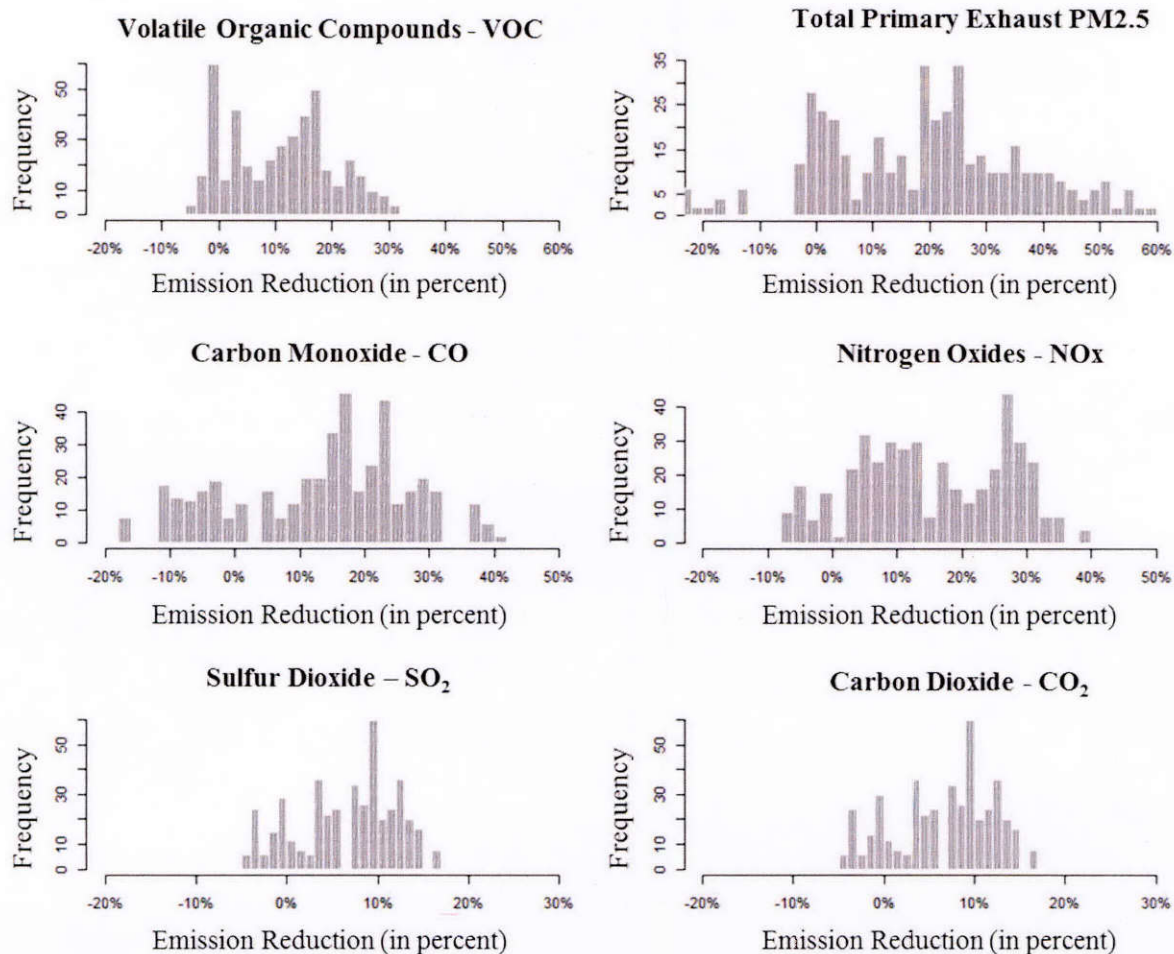 Volatile Organic Compounds - VOC
Frequency
0 10 30 50
-20% -10% 0% 10% 20% 30% 40% 50% 60%
Emission Reduction (in percent)
Total Primary Exhaust PM2.5
Frequency
0 5 15 25 35
-20% -10% 0% 10% 20% 30% 40% 50% 60%
Emission Reduction (in percent)
Carbon Monoxide - CO
Frequency
0 10 20 30 40
-20% -10% 0% 10% 20% 30% 40% 50%
Emission Reduction (in percent)
Nitrogen Oxides - NOx
Frequency
0 10 20 30 40
-20% -10% 0% 10% 20% 30% 40% 50%
Emission Reduction (in percent)
Sulfur Dioxide – SO₂
Frequency
0 10 30 50
-20% -10% 0% 10% 20% 30%
Emission Reduction (in percent)
Carbon Dioxide - CO₂
Frequency
0 10 30 50
-20% -10% 0% 10% 20% 30%
Emission Reduction (in percent)